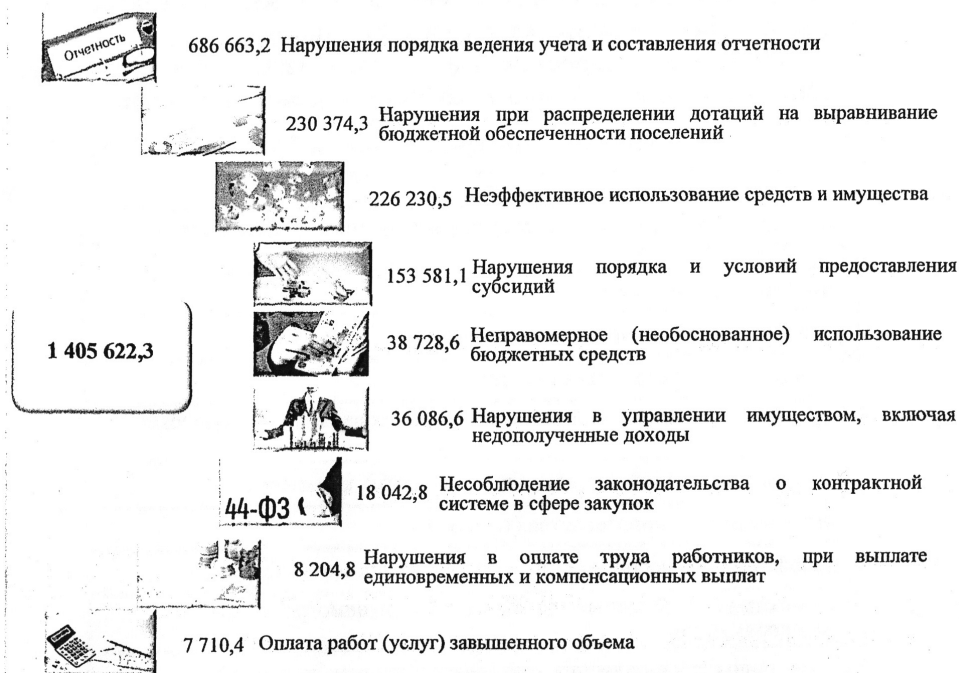 Отчетность
686 663,2 Нарушения порядка ведения учета и составления отчетности
230 374,3 Нарушения при распределении дотаций на выравнивание
бюджетной обеспеченности поселений
226 230,5 Неэффективное использование средств и имущества
153 581,1 Нарушения порядка и условий предоставления
субсидий
1 405 622,3
38 728,6 Неправомерное (необоснованное) использование
бюджетных средств
36 086,6 Нарушения в управлении имуществом, включая
недополученные доходы
44-ФЗ
18 042,8 Несоблюдение законодательства о контрактной
системе в сфере закупок
8 204,8 Нарушения в оплате труда работников, при выплате
единовременных и компенсационных выплат
7 710,4 Оплата работ (услуг) завышенного объема